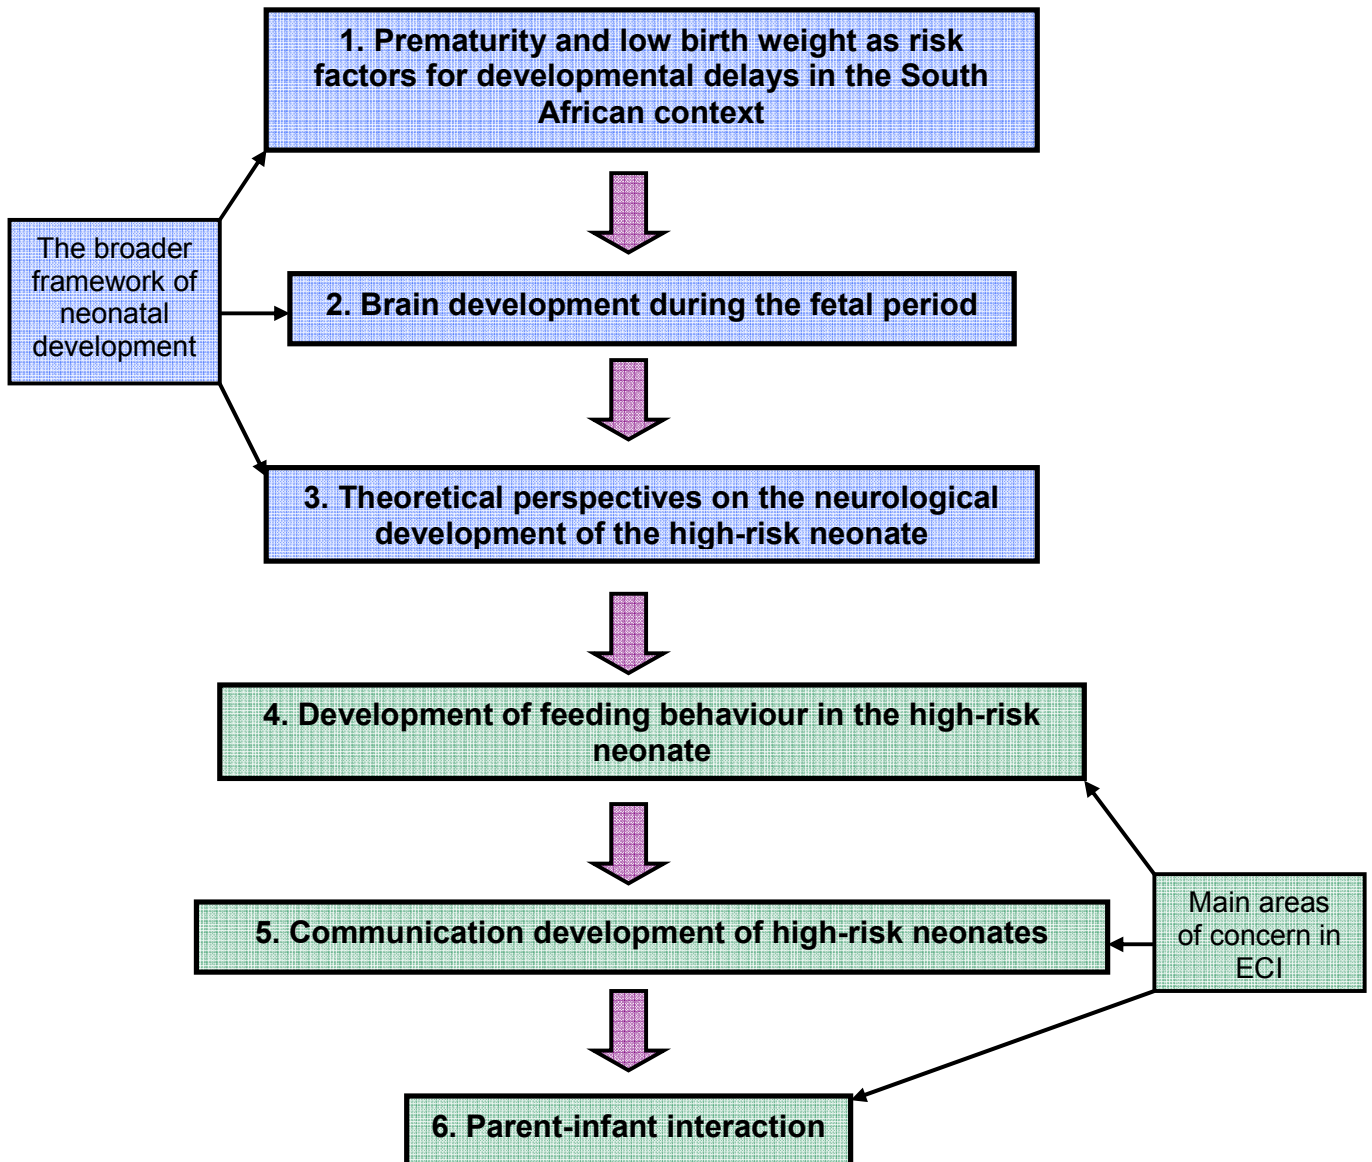 1. Prematurity and low birth weight as risk
factors for developmental delays in the South
African context
The broader
framework of
neonatal
development
2. Brain development during the fetal period
3. Theoretical perspectives on the neurological
development of the high-risk neonate
4. Development of feeding behaviour in the high-risk
neonate
5. Communication development of high-risk neonates
Main areas
of concern in
ECI
6. Parent-infant interaction